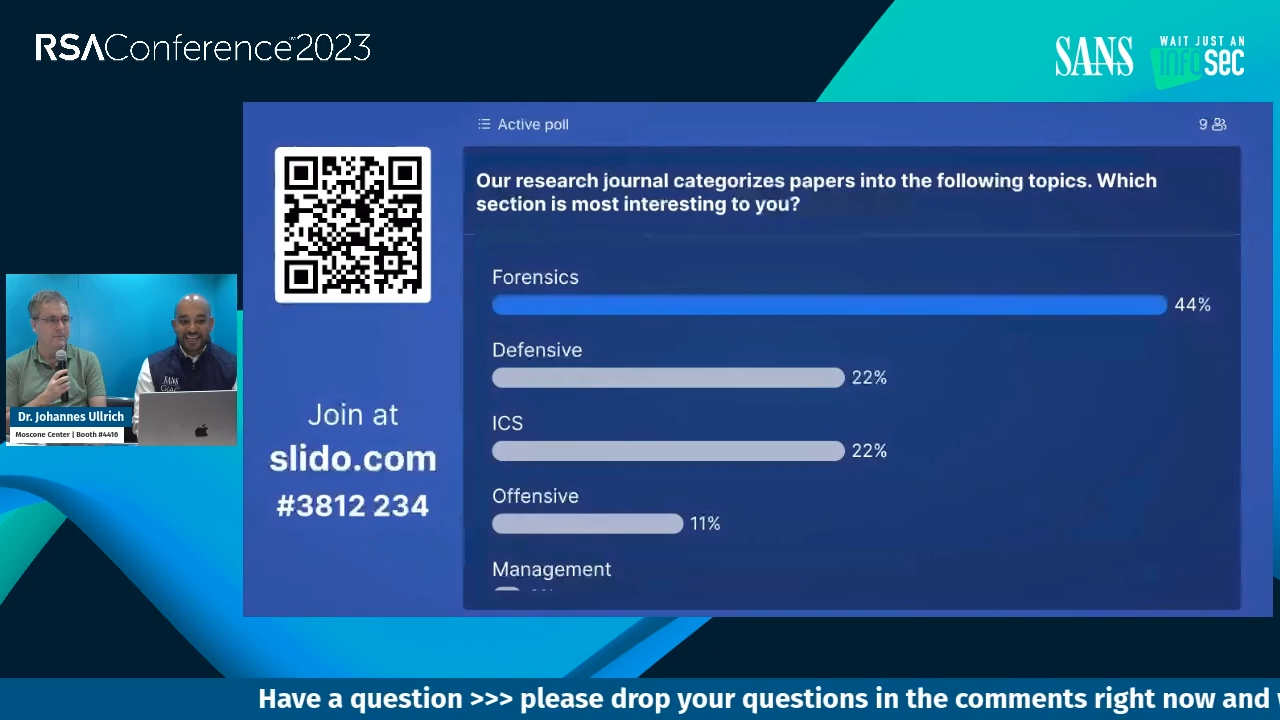 RSAConference™2023
SANS
WAIT JUST AN
INFOSEC
Active poll
9
Our research journal categorizes papers into the following topics. Which
section is most interesting to you?
Forensics
44%
Defensive
22%
ICS
22%
Offensive
11%
Management
Join at
slido.com
#3812 234
SANS
GIAC
Dr. Johannes Ullrich
Moscone Center | Booth #4416
Have a question >>> please drop your questions in the comments right now and